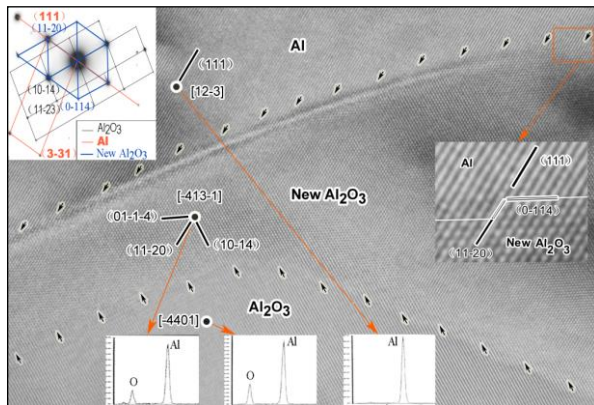 (111)
(11-20)
(10-14)
(11-23)
(0-114)
3-31)
Al₂O₃
Al
New Al₂O₃
Al
(111)
[12-3]
New Al₂O₃
[-413-1]
(01-1-4)
(11-20)
(10-14)
Al₂O₃
[-4401]
Al
(111)
(0-114)
(11-20)
New Al₂O₃
Al
O
Al
O
Al